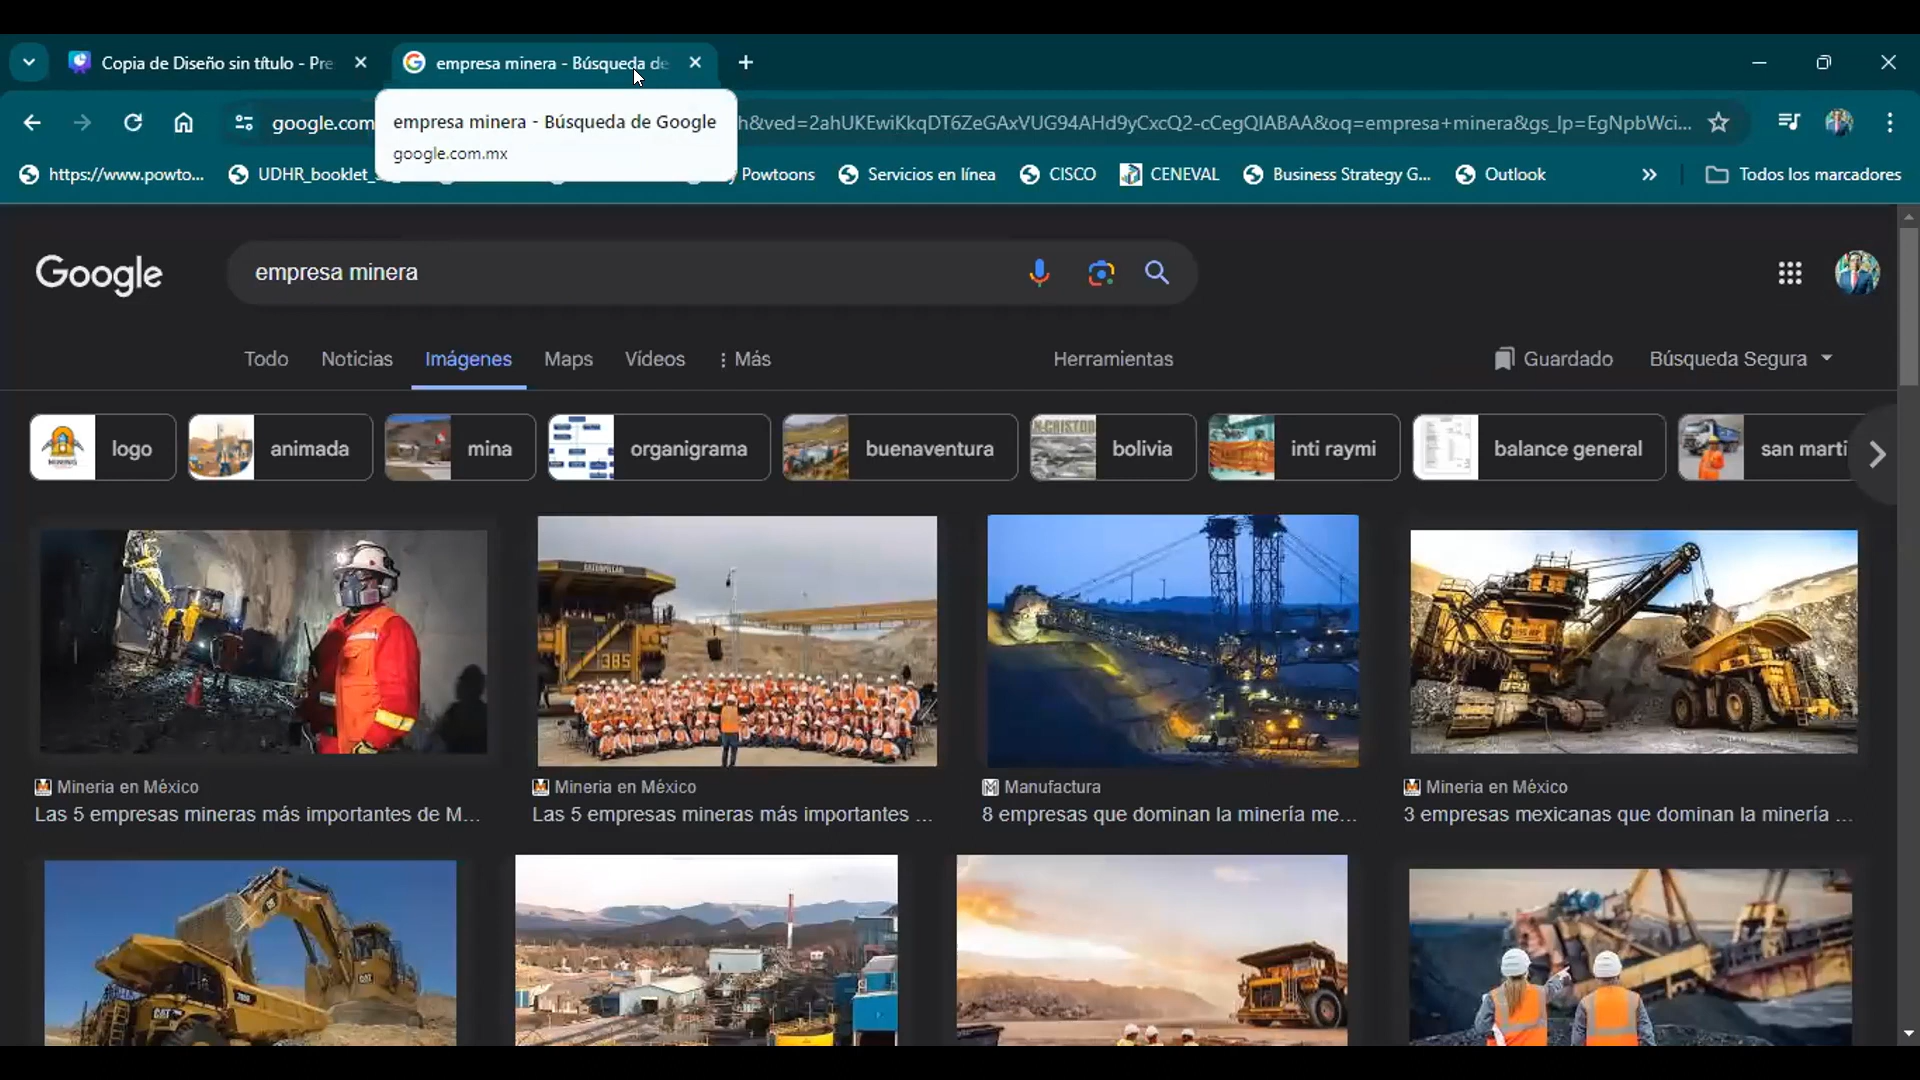 Copia de Diseño sin título - Pre
empresa minera - Búsqueda de
google.com
h&ved=2ahUKEwiKkqDT6ZeGAxVUG94AHd9yCxcQ2-cCegQIABAA&oq=empresa+minera&gs_lp=EgNpbWci...
empresa minera - Búsqueda de Google
google.com.mx
https://www.powto...
UDHR_booklet_
Powtoons
Servicios en línea
CISCO
CENEVAL
Business Strategy G...
Outlook
Todos los marcadores
Google
empresa minera
Todo
Noticias
Imágenes
Maps
Vídeos
Más
Herramientas
Guardado
Búsqueda Segura
logo
animada
mina
organigrama
buenaventura
bolivia
inti raymi
balance general
san marti
CATERPILLAR
1385
Mineria en México
Las 5 empresas mineras más importantes de M...
Mineria en México
Las 5 empresas mineras más importantes ...
Manufactura
8 empresas que dominan la minería me...
Mineria en México
3 empresas mexicanas que dominan la minería ...
CAT
CAT